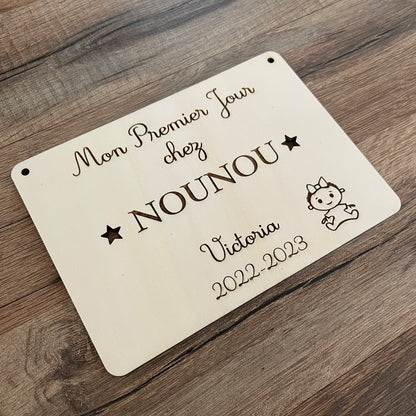 Mon Premier Jour
chez
NOUNOU
Victoria
2022-2023